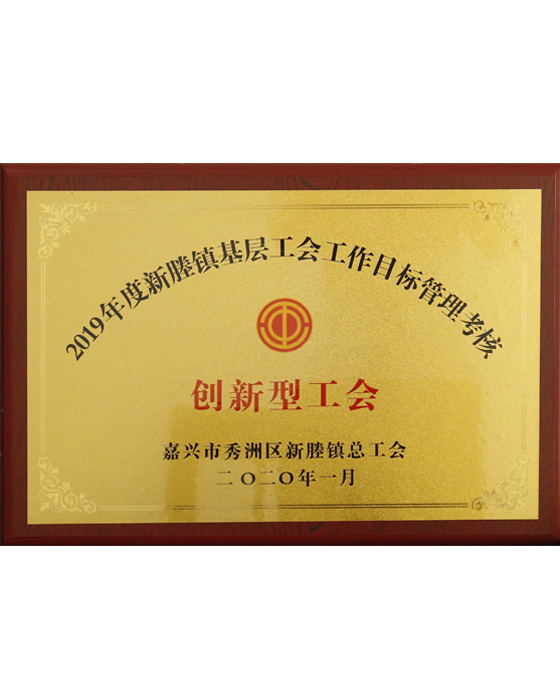 2019年度新塍镇基层工会工作目标管理考核
创新型工会
嘉兴市秀洲区新塍镇总工会
二〇二〇年一月